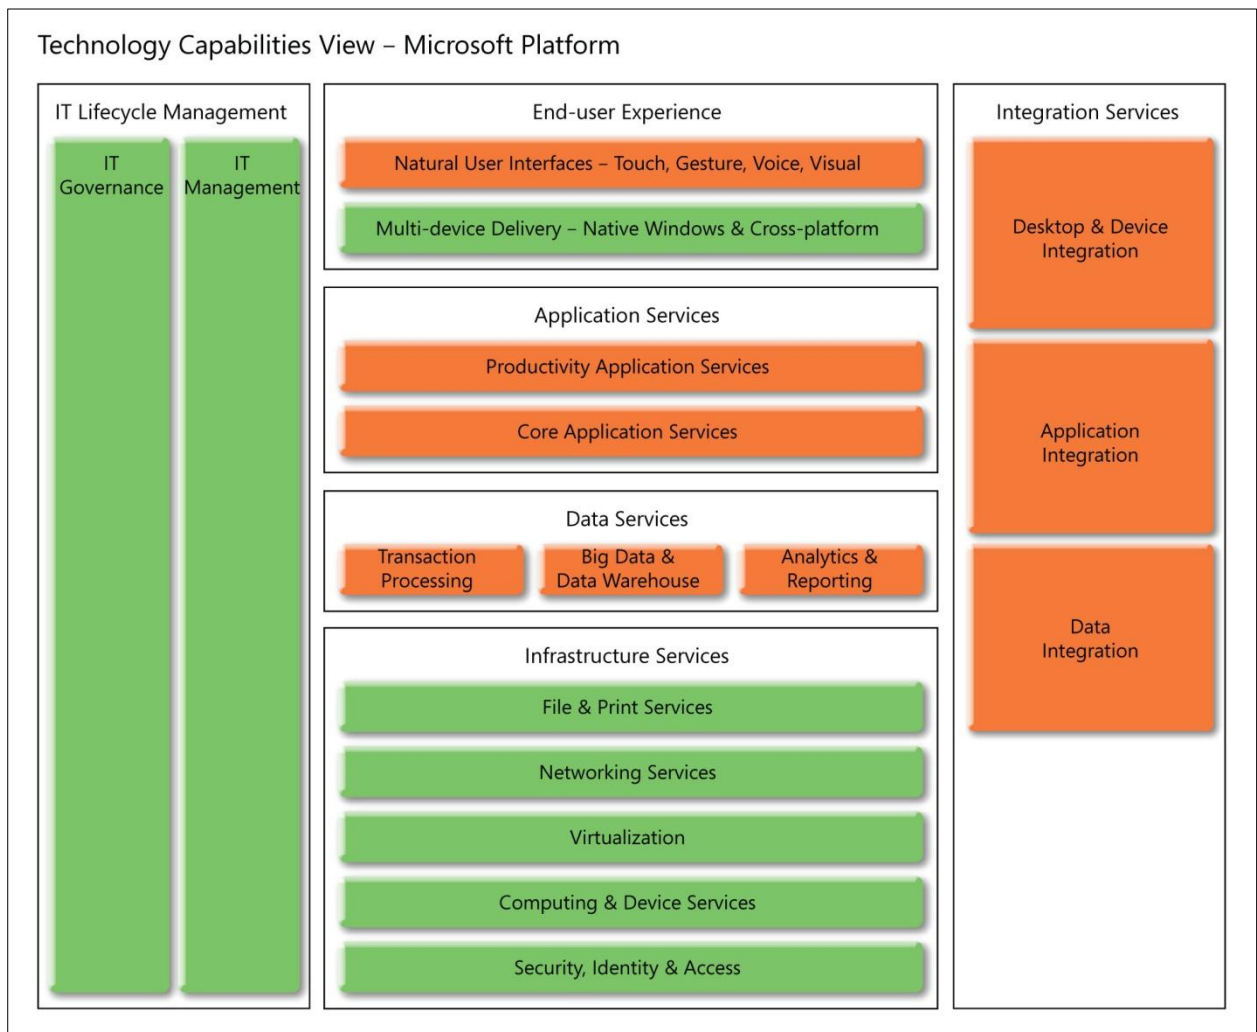 Technology Capabilities View – Microsoft Platform
IT Lifecycle Management
IT
Governance
IT
Management
End-user Experience
Natural User Interfaces – Touch, Gesture, Voice, Visual
Multi-device Delivery – Native Windows & Cross-platform
Application Services
Productivity Application Services
Core Application Services
Data Services
Transaction
Processing
Big Data &
Data Warehouse
Analytics &
Reporting
Infrastructure Services
File & Print Services
Networking Services
Virtualization
Computing & Device Services
Security, Identity & Access
Integration Services
Desktop & Device
Integration
Application
Integration
Data
Integration